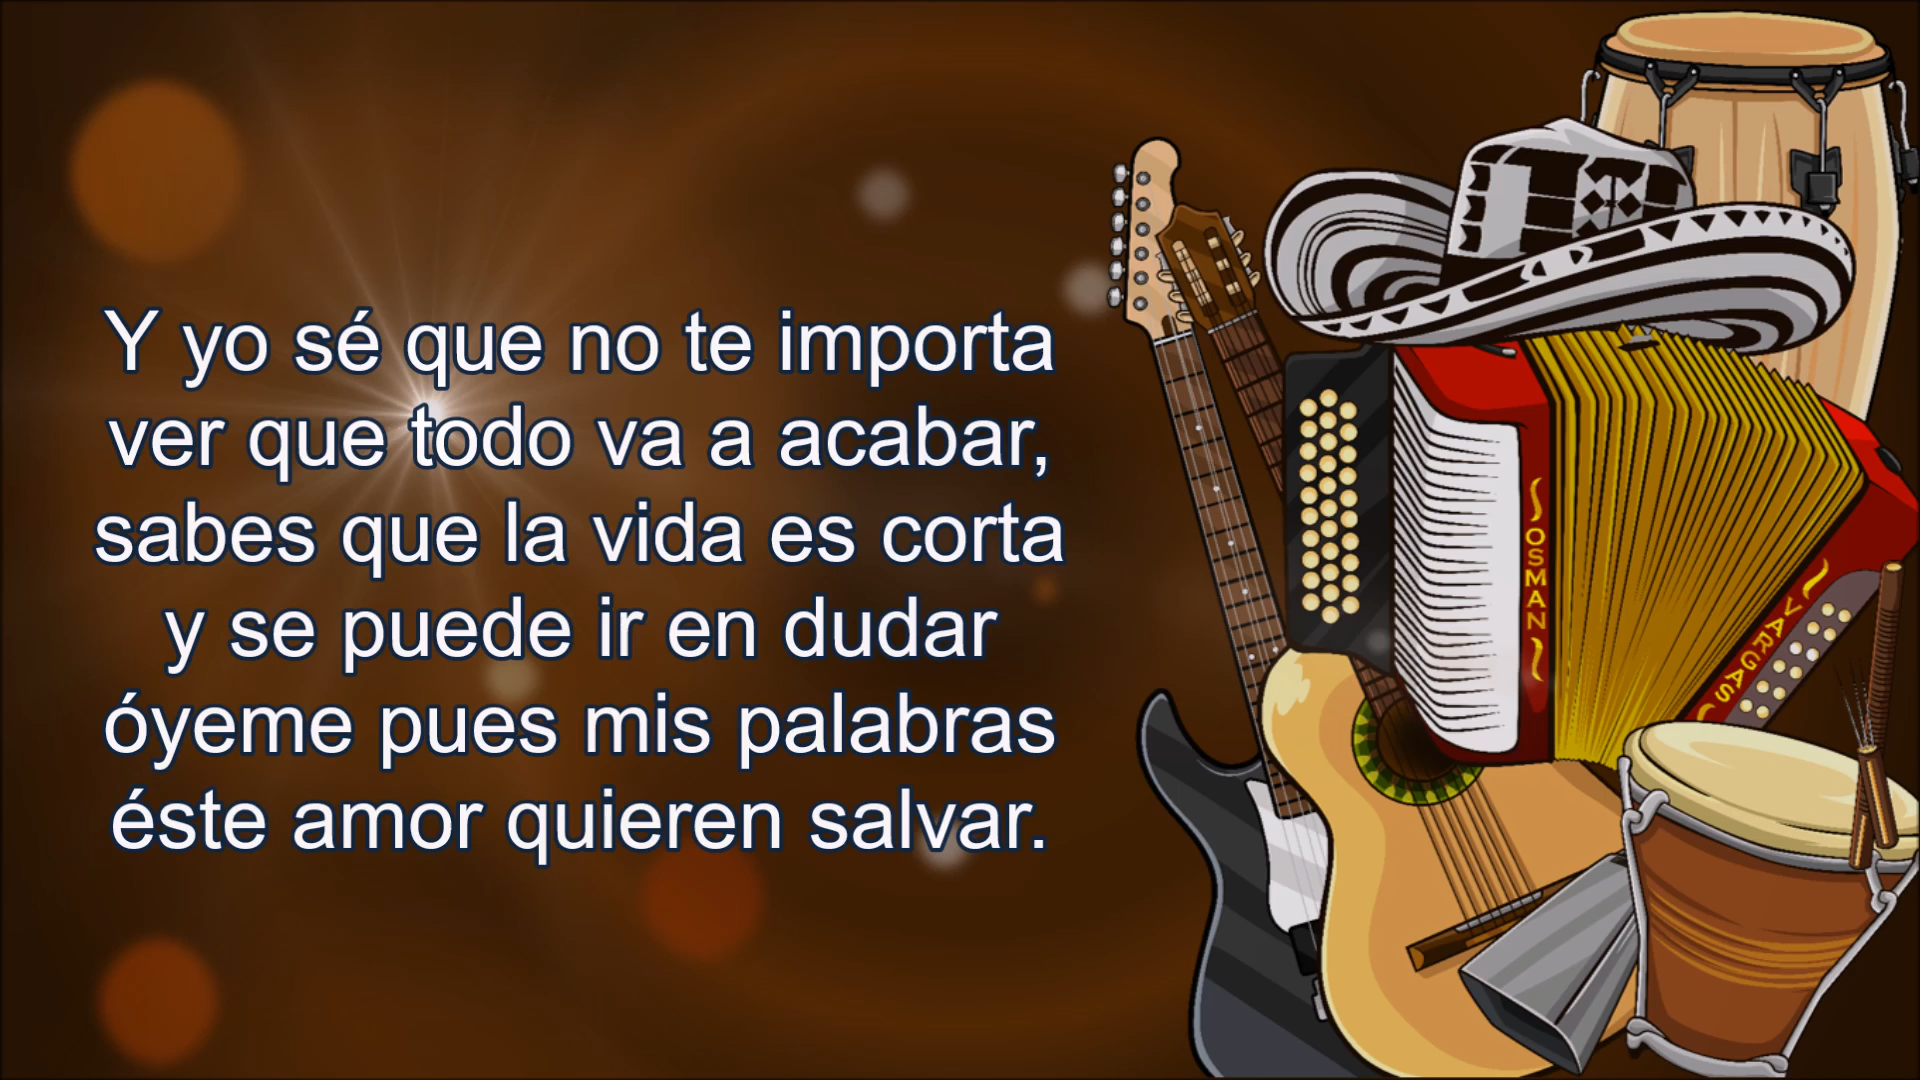 Y yo sé que no te importa
ver que todo va a acabar,
sabes que la vida es corta
y se puede ir en dudar
óyeme pues mis palabras
éste amor quieren salvar.
OSMAN
VARGAS